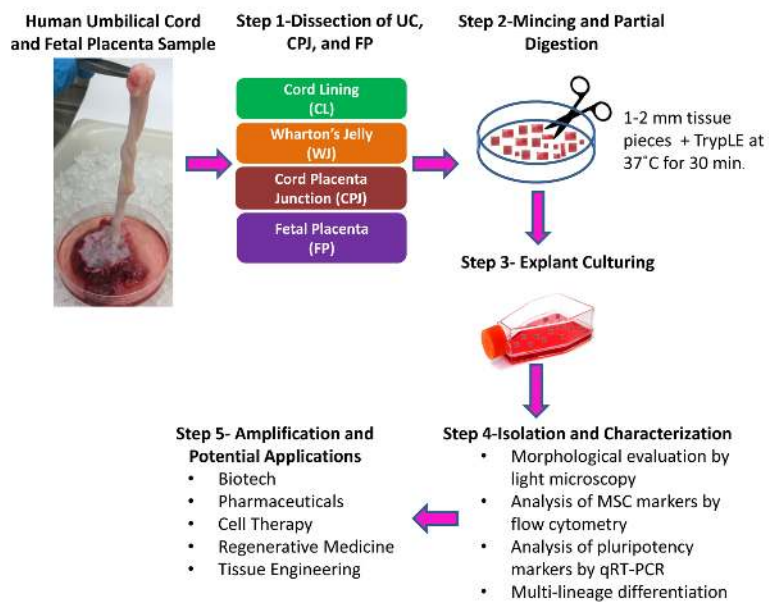 Human Umbilical Cord
and Fetal Placenta Sample
Step 1-Dissection of UC,
CPJ, and FP
Cord Lining
(CL)
Wharton's Jelly
(WJ)
Cord Placenta
Junction (CPJ)
Fetal Placenta
(FP)
Step 2-Mincing and Partial
Digestion
1-2 mm tissue
pieces + TrypLE at
37˚C for 30 min.
Step 3- Explant Culturing
Step 4-Isolation and Characterization
• Morphological evaluation by
light microscopy
• Analysis of MSC markers by
flow cytometry
• Analysis of pluripotency
markers by qRT-PCR
• Multi-lineage differentiation
Step 5- Amplification and
Potential Applications
• Biotech
• Pharmaceuticals
• Cell Therapy
• Regenerative Medicine
• Tissue Engineering